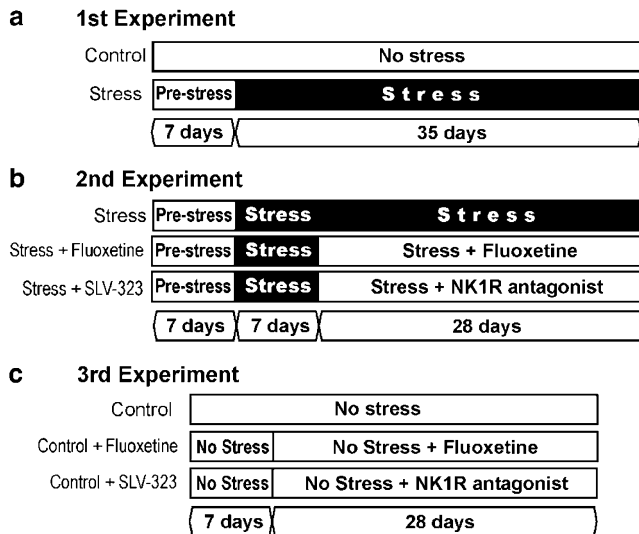 a 1st Experiment
Control No stress
Stress Pre-stress Stress
7 days 35 days
b 2nd Experiment
Stress Pre-stress Stress Stress
Stress + Fluoxetine Pre-stress Stress Stress + Fluoxetine
Stress + SLV-323 Pre-stress Stress Stress + NK1R antagonist
7 days 7 days 28 days
c 3rd Experiment
Control No stress
Control + Fluoxetine No Stress No Stress + Fluoxetine
Control + SLV-323 No Stress No Stress + NK1R antagonist
7 days 28 days